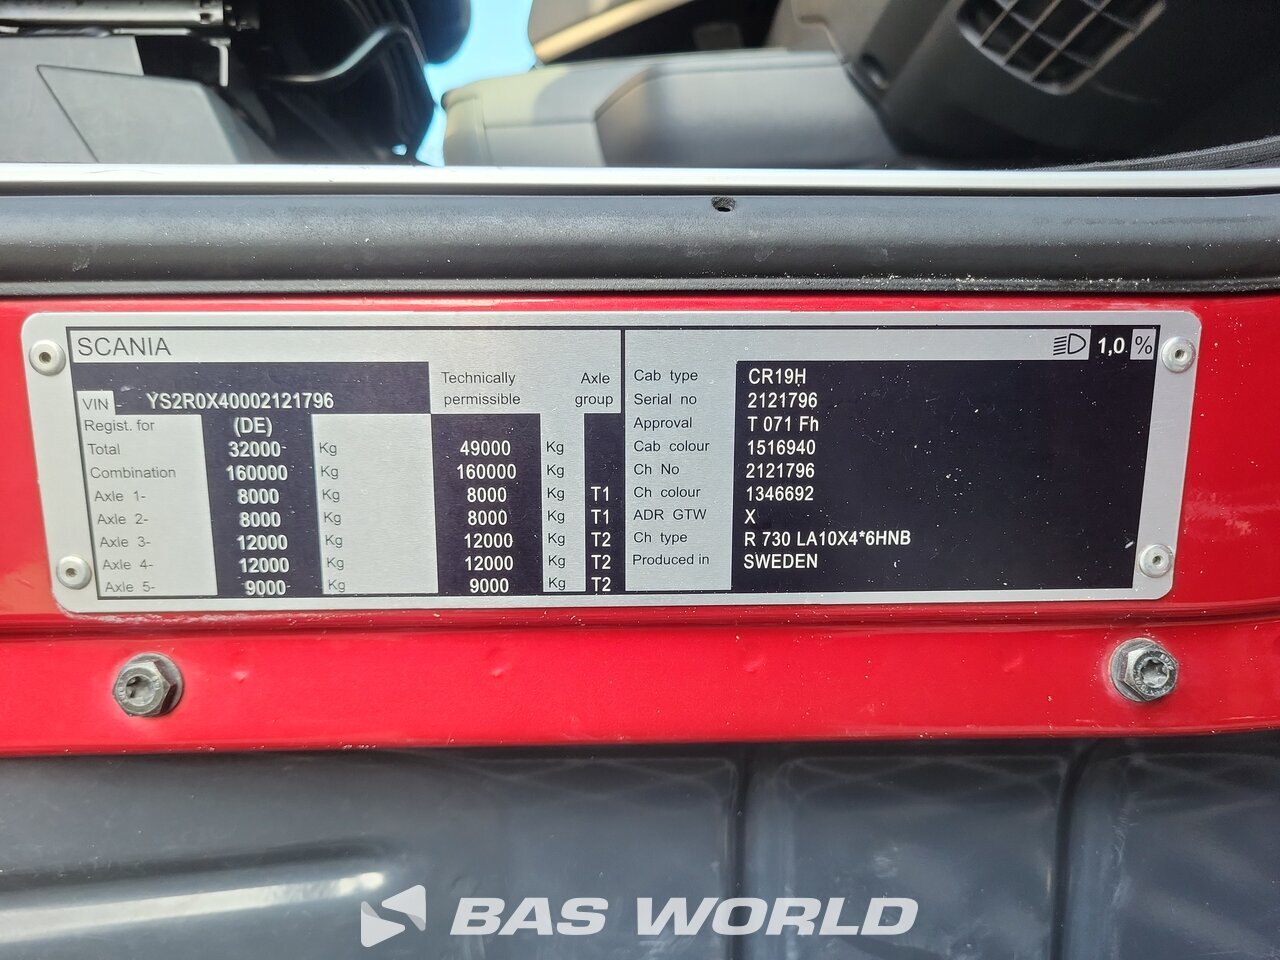 SCANIA
1,0 %
VIN YS2R0X40002121796
Technically permissible
Axle group
Regist. for (DE)
Total 32000 Kg 49000 Kg
Combination 160000 Kg 160000 Kg
Axle 1- 8000 Kg 8000 Kg T1
Axle 2- 8000 Kg 8000 Kg T1
Axle 3- 12000 Kg 12000 Kg T2
Axle 4- 12000 Kg 12000 Kg T2
Axle 5- 9000 Kg 9000 Kg T2
Cab type CR19H
Serial no 2121796
Approval T 071 Fh
Cab colour 1516940
Ch No 2121796
Ch colour 1346692
ADR GTW X
Ch type R 730 LA10X4*6HNB
Produced in SWEDEN
BAS WORLD